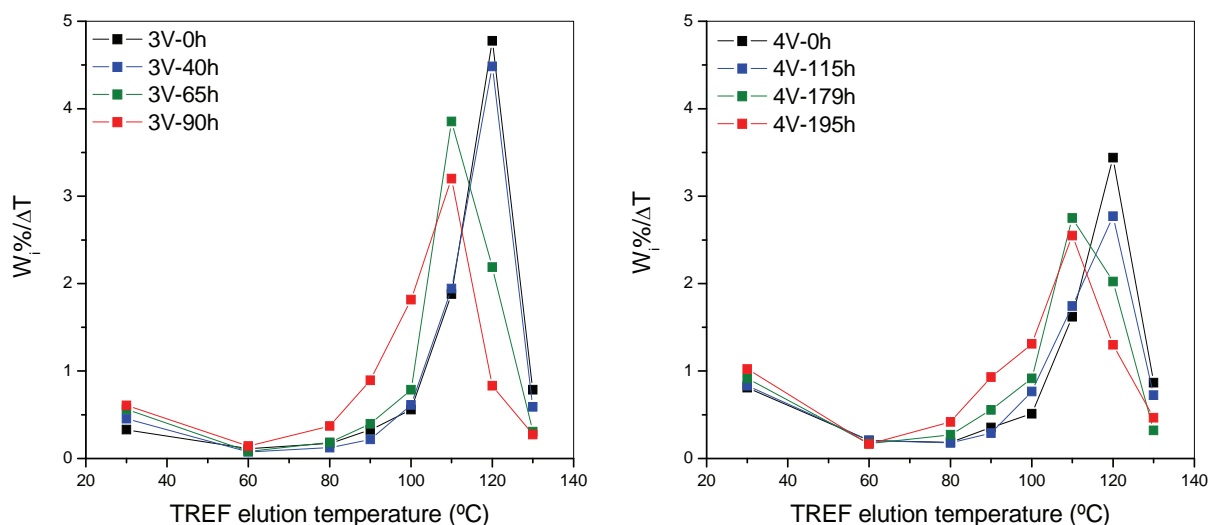 5
4
3
2
1
0
20
40
60
80
100
120
140
W_i%/ΔT
TREF elution temperature (ºC)
3V-0h
3V-40h
3V-65h
3V-90h
5
4
3
2
1
0
20
40
60
80
100
120
140
W_i%/ΔT
TREF elution temperature (ºC)
4V-0h
4V-115h
4V-179h
4V-195h